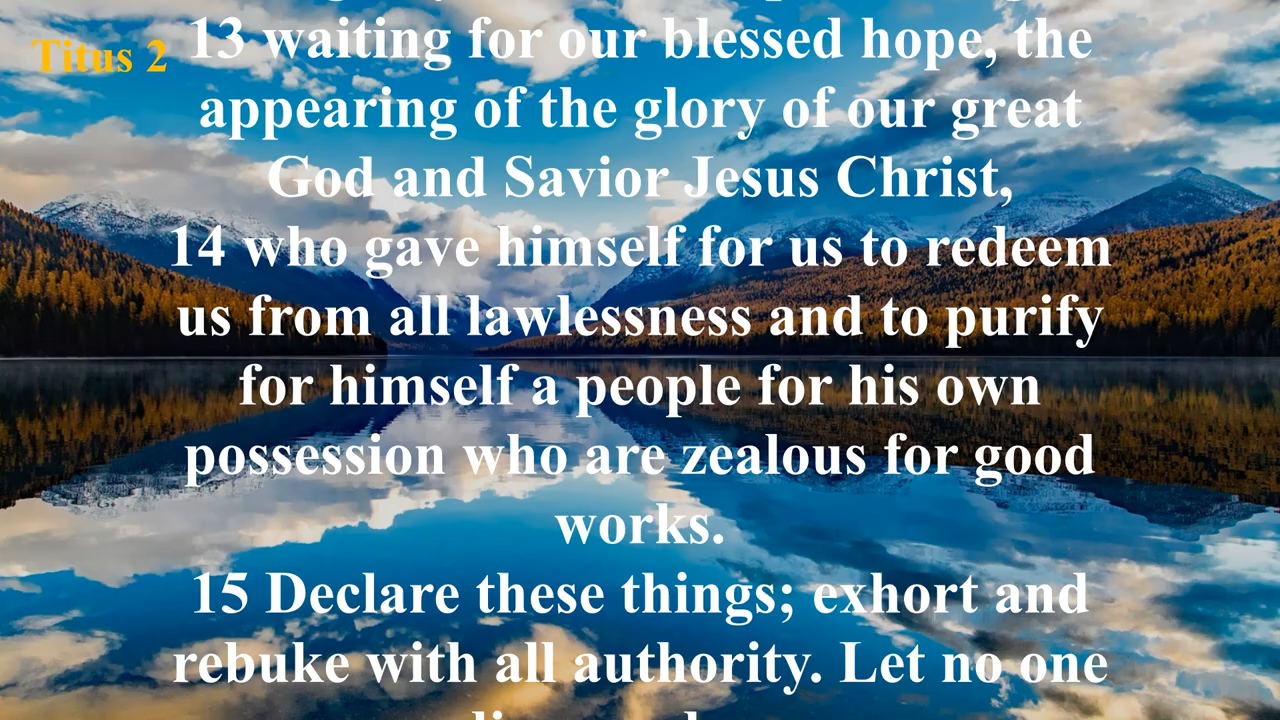 Titus 2
13 waiting for our blessed hope, the
appearing of the glory of our great
God and Savior Jesus Christ,
14 who gave himself for us to redeem
us from all lawlessness and to purify
for himself a people for his own
possession who are zealous for good
works.
15 Declare these things; exhort and
rebuke with all authority. Let no one